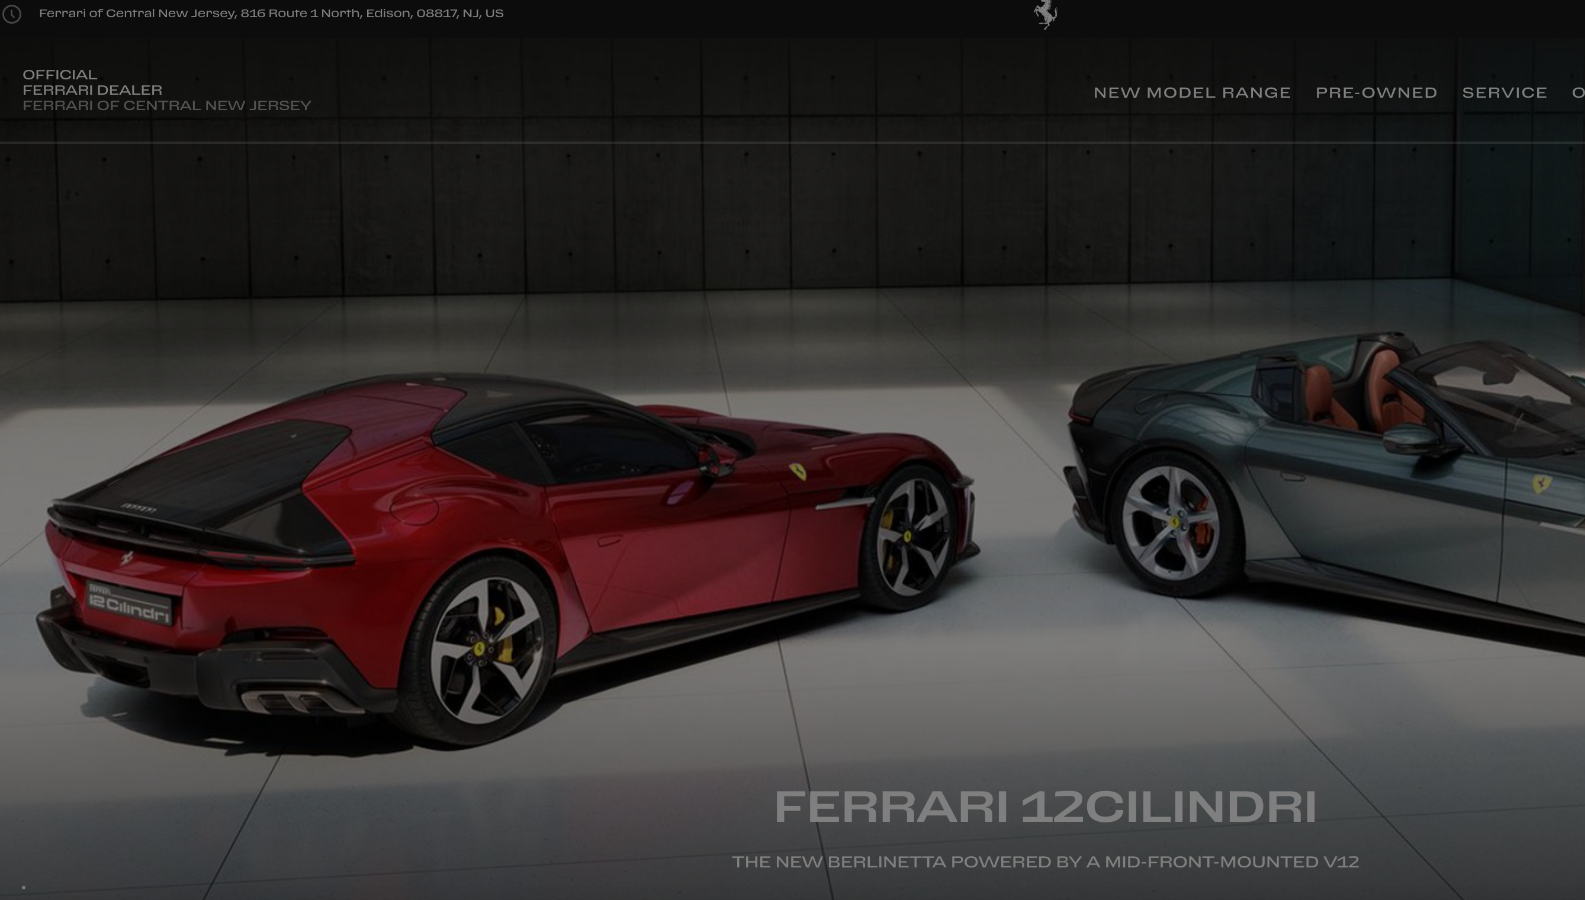 Ferrari of Central New Jersey, 816 Route 1 North, Edison, 08817, NJ, US
OFFICIAL
FERRARI DEALER
FERRARI OF CENTRAL NEW JERSEY
NEW MODEL RANGE PRE-OWNED SERVICE O
12Cilindri
FERRARI 12CILINDRI
THE NEW BERLINETTA POWERED BY A MID-FRONT-MOUNTED V12